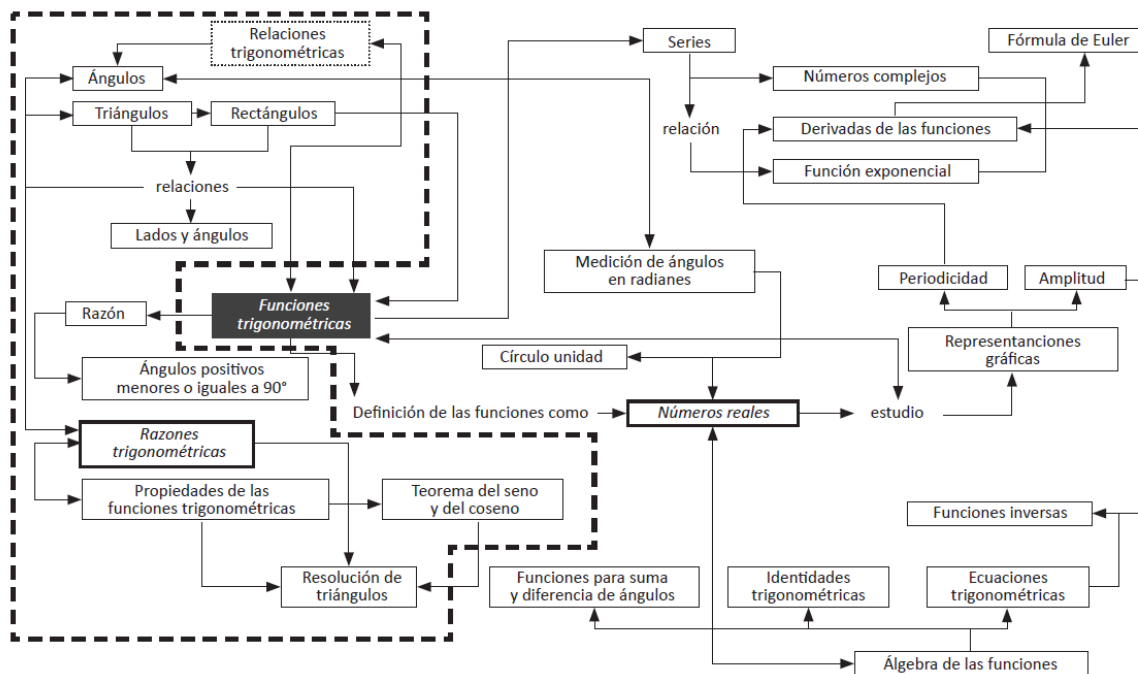 Relaciones
trigonométricas
Series
Fórmula de Euler
Ángulos
Números complejos
Triángulos
Rectángulos
relación
Derivadas de las funciones
Función exponencial
relaciones
Lados y ángulos
Medición de ángulos
en radianes
Periodicidad
Amplitud
Razón
Funciones
trigonométricas
Círculo unidad
Representanciones
gráficas
Ángulos positivos
menores o iguales a 90°
Definición de las funciones como
Números reales
estudio
Razones
trigonométricas
Propiedades de las
funciones trigonométricas
Teorema del seno
y del coseno
Funciones inversas
Resolución de
triángulos
Funciones para suma
y diferencia de ángulos
Identidades
trigonométricas
Ecuaciones
trigonométricas
Álgebra de las funciones